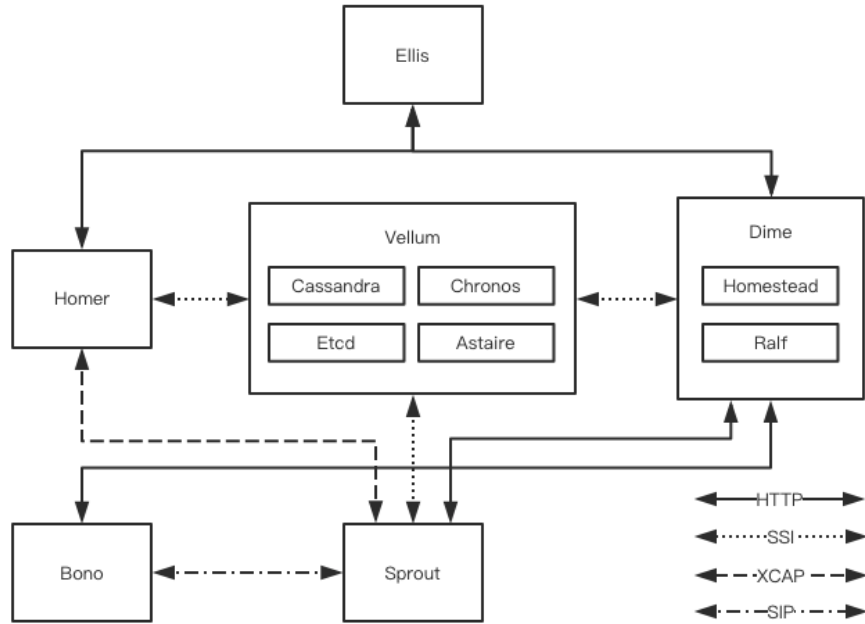 Ellis
Vellum
Dime
Cassandra
Chronos
Homestead
Homer
Etcd
Astaire
Ralf
HTTP
SSI
Bono
Sprout
XCAP
SIP